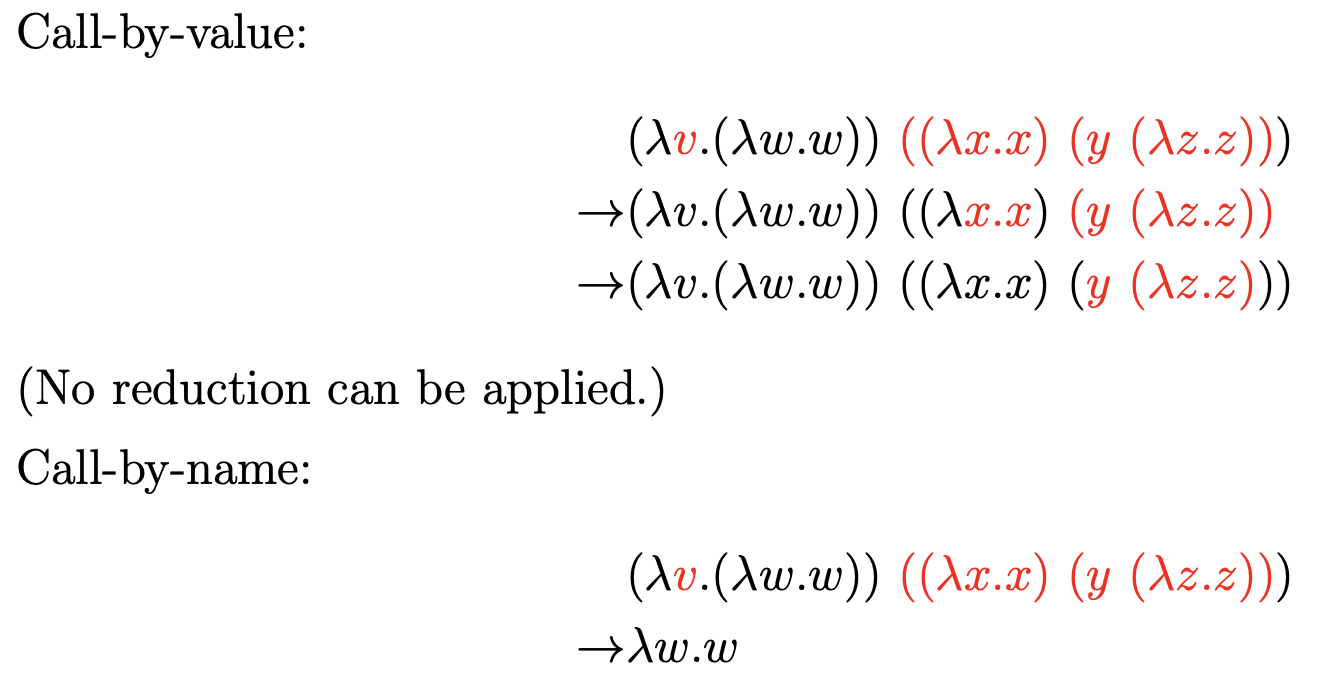 Call-by-value:
(λv.(λw.w)) ((λx.x) (y (λz.z)))
→(λv.(λw.w)) ((λx.x) (y (λz.z))
→(λv.(λw.w)) ((λx.x) (y (λz.z)))
(No reduction can be applied.)
Call-by-name:
(λv.(λw.w)) ((λx.x) (y (λz.z)))
→λw.w